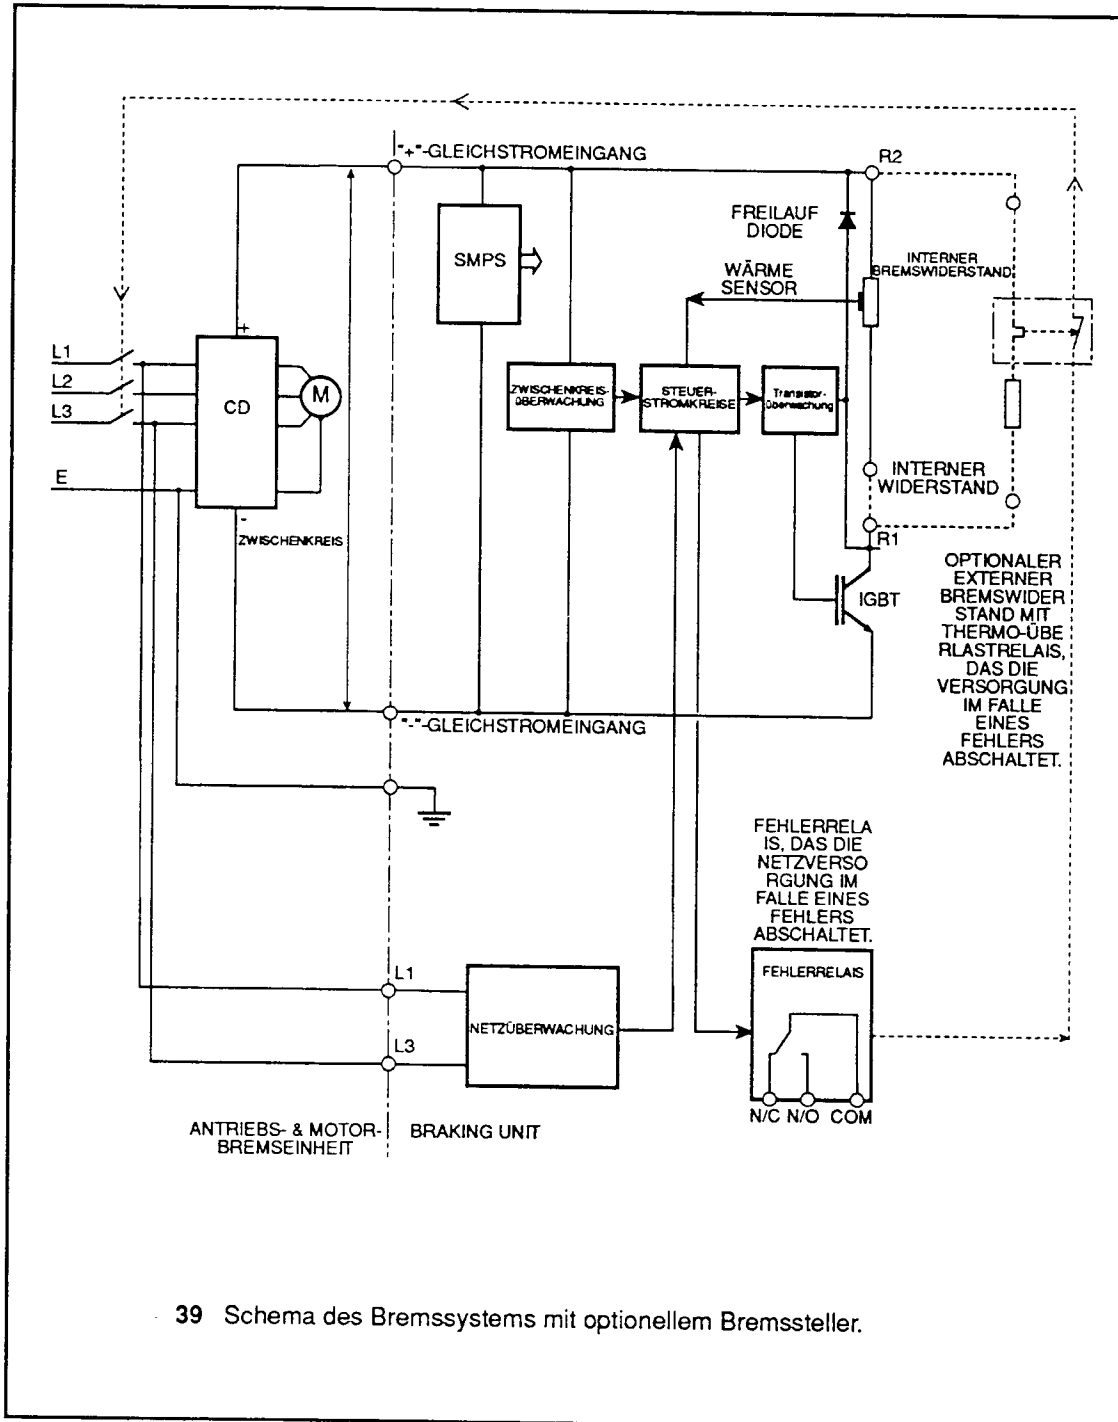 "+"-GLEICHSTROMEINGANG
R2
FREILAUF
DIODE
SMPS
WÄRME
SENSOR
INTERNER
BREMSWIDERSTAND
+
L1
L2
L3
CD
M
ZWISCHENKREIS-
ÜBERWACHUNG
STEUER-
STROMKREISE
Transistor-
überwachung
E
INTERNER
WIDERSTAND
-
ZWISCHENKREIS
R1
IGBT
OPTIONALER
EXTERNER
BREMSWIDER
STAND MIT
THERMO-ÜBE
RLASTRELAIS,
DAS DIE
VERSORGUNG
IM FALLE
EINES
FEHLERS
ABSCHALTET.
"-"-GLEICHSTROMEINGANG
FEHLERRELA
IS, DAS DIE
NETZVERSO
RGUNG IM
FALLE EINES
FEHLERS
ABSCHALTET.
L1
FEHLERRELAIS
NETZÜBERWACHUNG
L3
N/C N/O COM
ANTRIEBS- & MOTOR-
BREMSEINHEIT
BRAKING UNIT
39 Schema des Bremssystems mit optionellem Bremssteller.